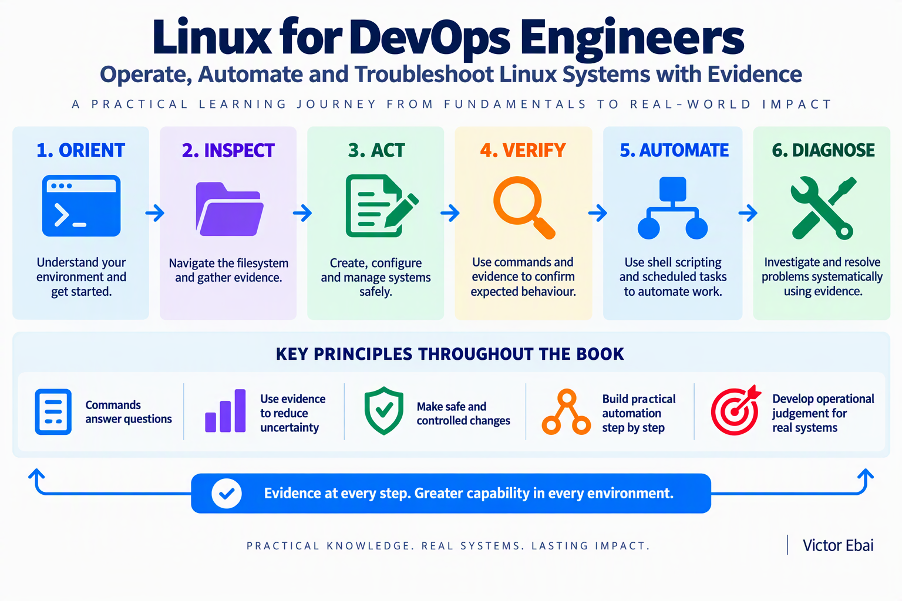 Linux for DevOps Engineers
Operate, Automate and Troubleshoot Linux Systems with Evidence
A PRACTICAL LEARNING JOURNEY FROM FUNDAMENTALS TO REAL-WORLD IMPACT
1. ORIENT
Understand your
environment and
get started.
2. INSPECT
Navigate the filesystem
and gather evidence.
3. ACT
Create, configure
and manage systems
safely.
4. VERIFY
Use commands and
evidence to confirm
expected behaviour.
5. AUTOMATE
Use shell scripting
and scheduled tasks
to automate work.
6. DIAGNOSE
Investigate and resolve
problems systematically
using evidence.
KEY PRINCIPLES THROUGHOUT THE BOOK
Commands
answer questions
Use evidence
to reduce
uncertainty
Make safe and
controlled changes
Build practical
automation
step by step
Develop operational
judgement for
real systems
Evidence at every step. Greater capability in every environment.
PRACTICAL KNOWLEDGE. REAL SYSTEMS. LASTING IMPACT.
Victor Ebai